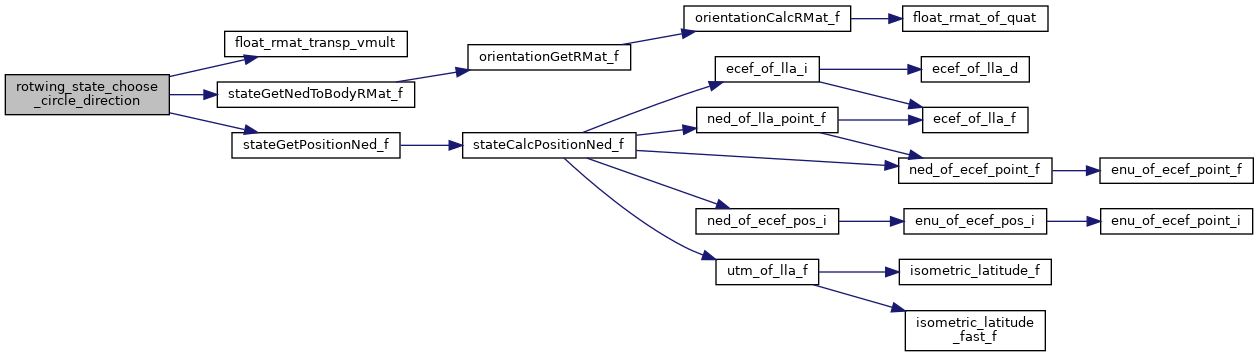 rotwing_state_choose
_circle_direction
float_rmat_transp_vmult
stateGetNedToBodyRMat_f
orientationGetRMat_f
orientationCalcRMat_f
float_rmat_of_quat
stateGetPositionNed_f
stateCalcPositionNed_f
ecef_of_lla_i
ecef_of_lla_d
ecef_of_lla_f
ned_of_lla_point_f
ned_of_ecef_point_f
enu_of_ecef_point_f
ned_of_ecef_pos_i
enu_of_ecef_pos_i
enu_of_ecef_point_i
utm_of_lla_f
isometric_latitude_f
isometric_latitude
_fast_f